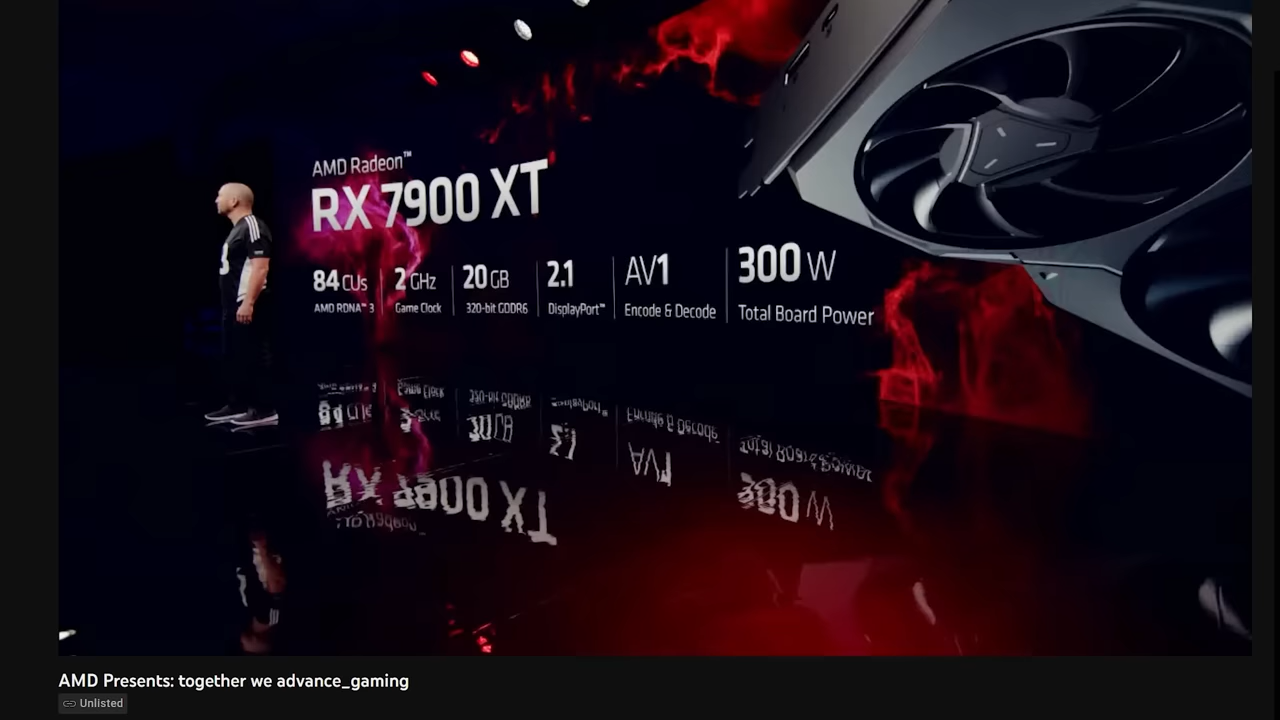 AMD Radeon™
RX 7900 XT
84 CUs
AMD RDNA™ 3
2 GHz
Game Clock
20 GB
320-bit GDDR6
2.1
DisplayPort™
AV1
Encode & Decode
300 W
Total Board Power
AMD Presents: together we advance_gaming
Unlisted